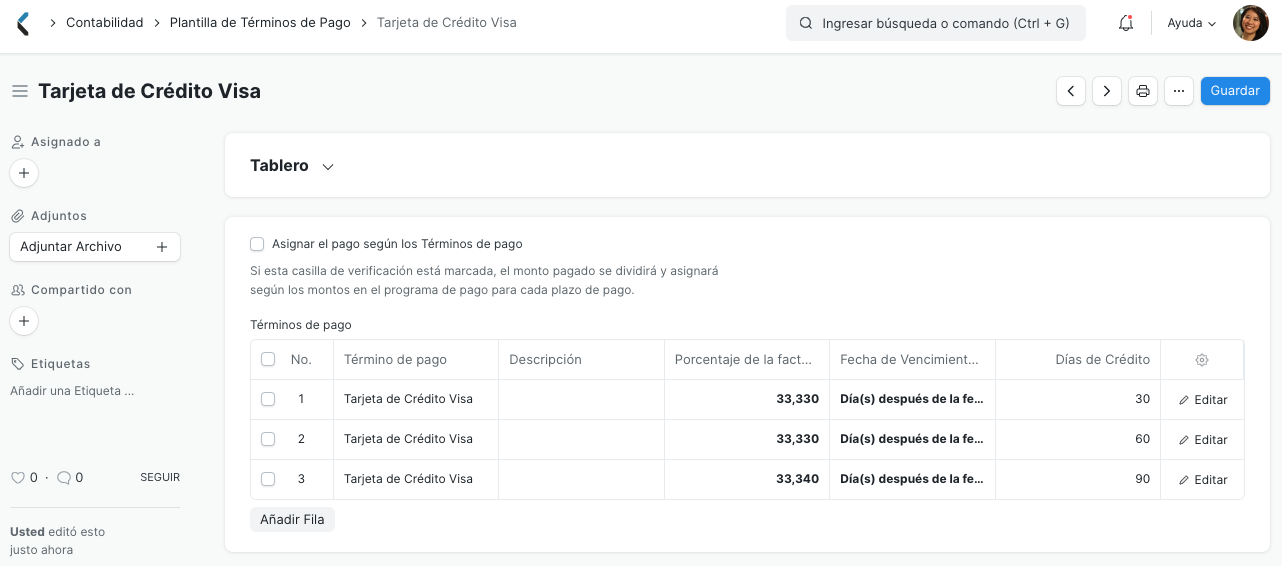 Contabilidad
Plantilla de Términos de Pago
Tarjeta de Crédito Visa
Ingresar búsqueda o comando (Ctrl + G)
Ayuda
Tarjeta de Crédito Visa
Guardar
Asignado a
Adjuntos
Adjuntar Archivo
Compartido con
Etiquetas
Añadir una Etiqueta ...
0 · 0 SEGUIR
Usted editó esto
justo ahora
Tablero
Asignar el pago según los Términos de pago
Si esta casilla de verificación está marcada, el monto pagado se dividirá y asignará
según los montos en el programa de pago para cada plazo de pago.
Términos de pago
No. Término de pago Descripción Porcentaje de la fact... Fecha de Vencimient... Días de Crédito
1 Tarjeta de Crédito Visa 33,330 Día(s) después de la fe... 30 Editar
2 Tarjeta de Crédito Visa 33,330 Día(s) después de la fe... 60 Editar
3 Tarjeta de Crédito Visa 33,340 Día(s) después de la fe... 90 Editar
Añadir Fila